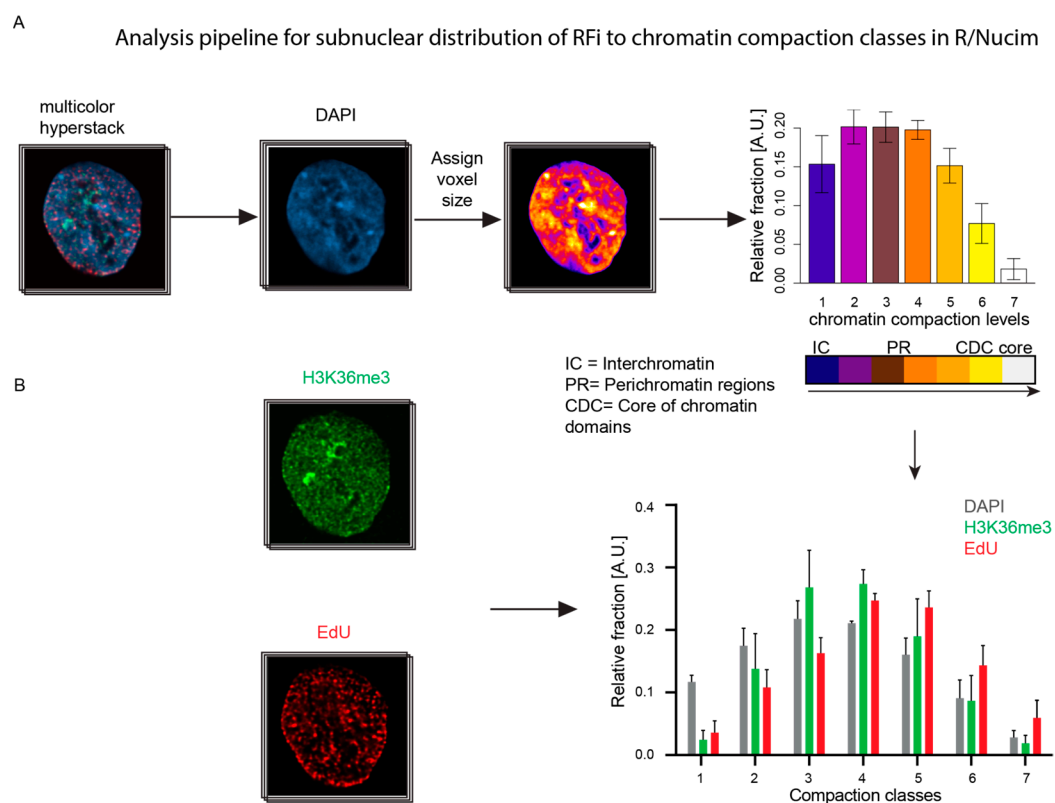 A
Analysis pipeline for subnuclear distribution of RFi to chromatin compaction classes in R/Nucim
multicolor
hyperstack
DAPI
Assign
voxel
size
Relative fraction [A.U.]
0.20
0.15
0.10
0.05
0.00
1 2 3 4 5 6 7
chromatin compaction levels
IC PR CDC core
IC = Interchromatin
PR= Perichromatin regions
CDC= Core of chromatin
domains
B
H3K36me3
EdU
DAPI
H3K36me3
EdU
Relative fraction [A.U.]
0.4
0.3
0.2
0.1
0.0
1 2 3 4 5 6 7
Compaction classes